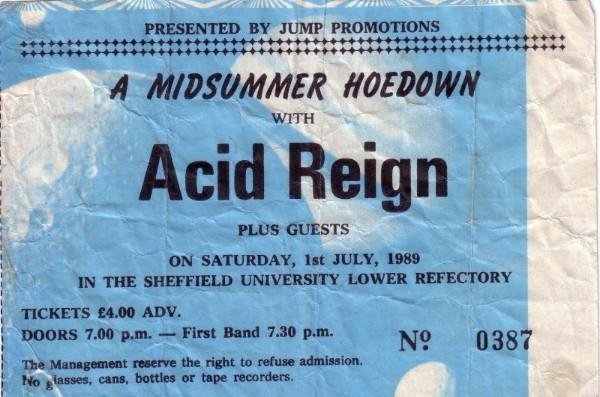 PRESENTED BY JUMP PROMOTIONS
A MIDSUMMER HOEDOWN
WITH
Acid Reign
PLUS GUESTS
ON SATURDAY, 1st JULY, 1989
IN THE SHEFFIELD UNIVERSITY LOWER REFECTORY
TICKETS £4.00 ADV.
DOORS 7.00 p.m. — First Band 7.30 p.m.
Nº 0387
The Management reserve the right to refuse admission.
No glasses, cans, bottles or tape recorders.